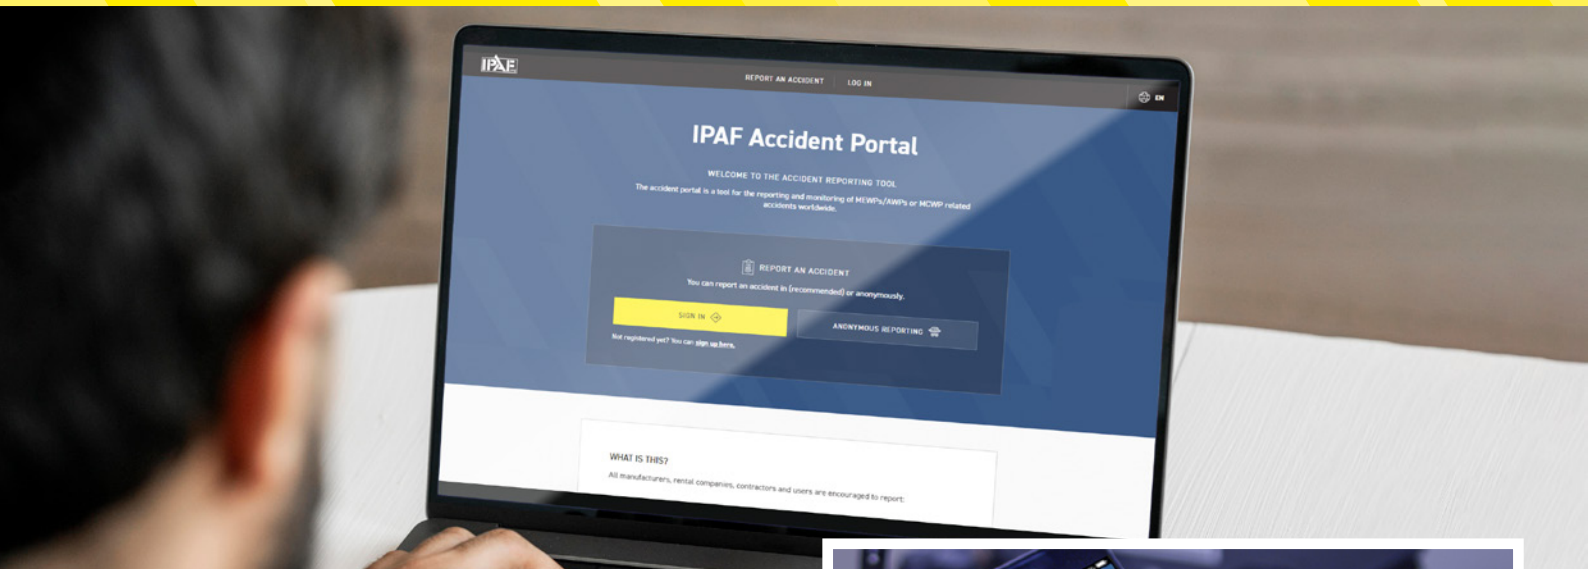 IPAF
REPORT AN ACCIDENT
LOG IN
EN
IPAF Accident Portal
WELCOME TO THE ACCIDENT REPORTING TOOL
The accident portal is a tool for the reporting and monitoring of MEWPs/AWPs or MCWP related
accidents worldwide.
REPORT AN ACCIDENT
You can report an accident in (recommended) or anonymously.
SIGN IN
ANONYMOUS REPORTING
Not registered yet? You can sign up here.
WHAT IS THIS?
All manufacturers, rental companies, contractors and users are encouraged to report: